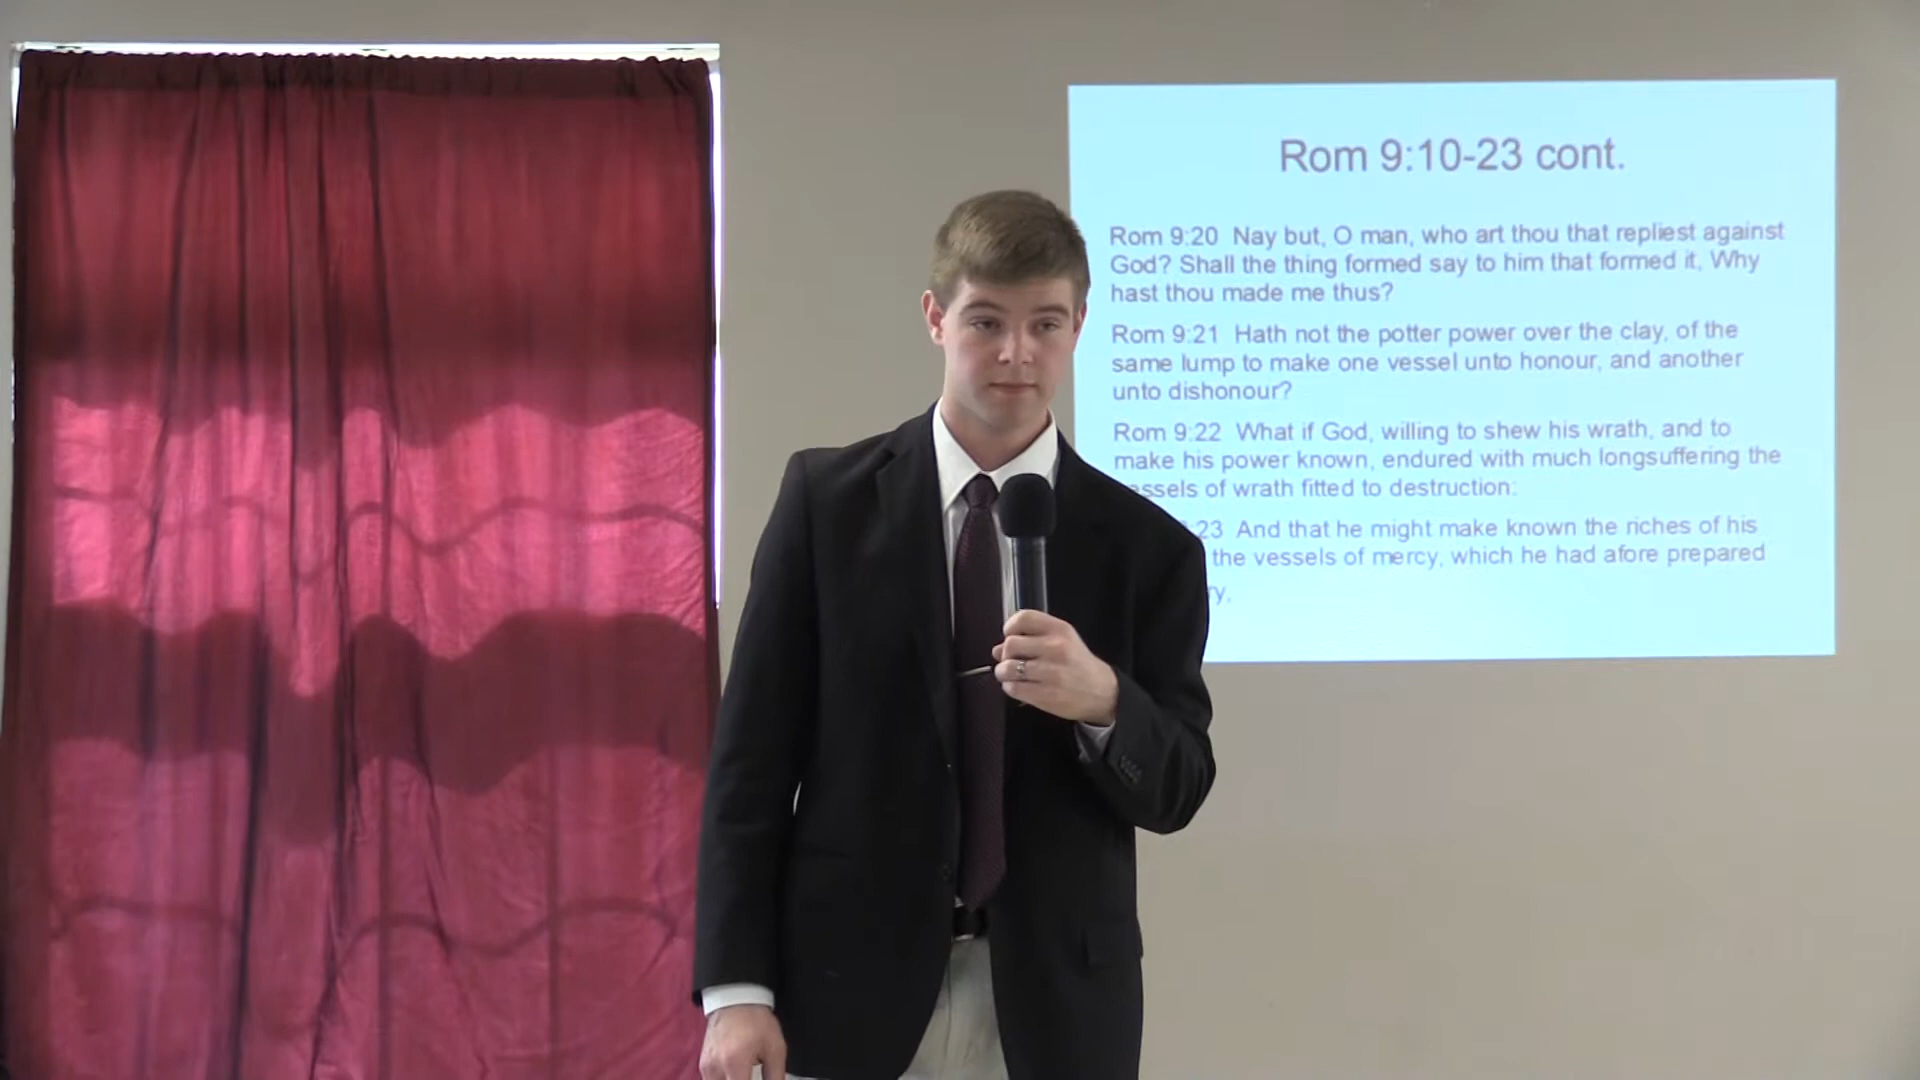 Rom 9:10-23 cont.
Rom 9:20 Nay but, O man, who art thou that repliest against
God? Shall the thing formed say to him that formed it, Why
hast thou made me thus?
Rom 9:21 Hath not the potter power over the clay, of the
same lump to make one vessel unto honour, and another
unto dishonour?
Rom 9:22 What if God, willing to shew his wrath, and to
make his power known, endured with much longsuffering the
essels of wrath fitted to destruction:
23 And that he might make known the riches of his
the vessels of mercy, which he had afore prepared